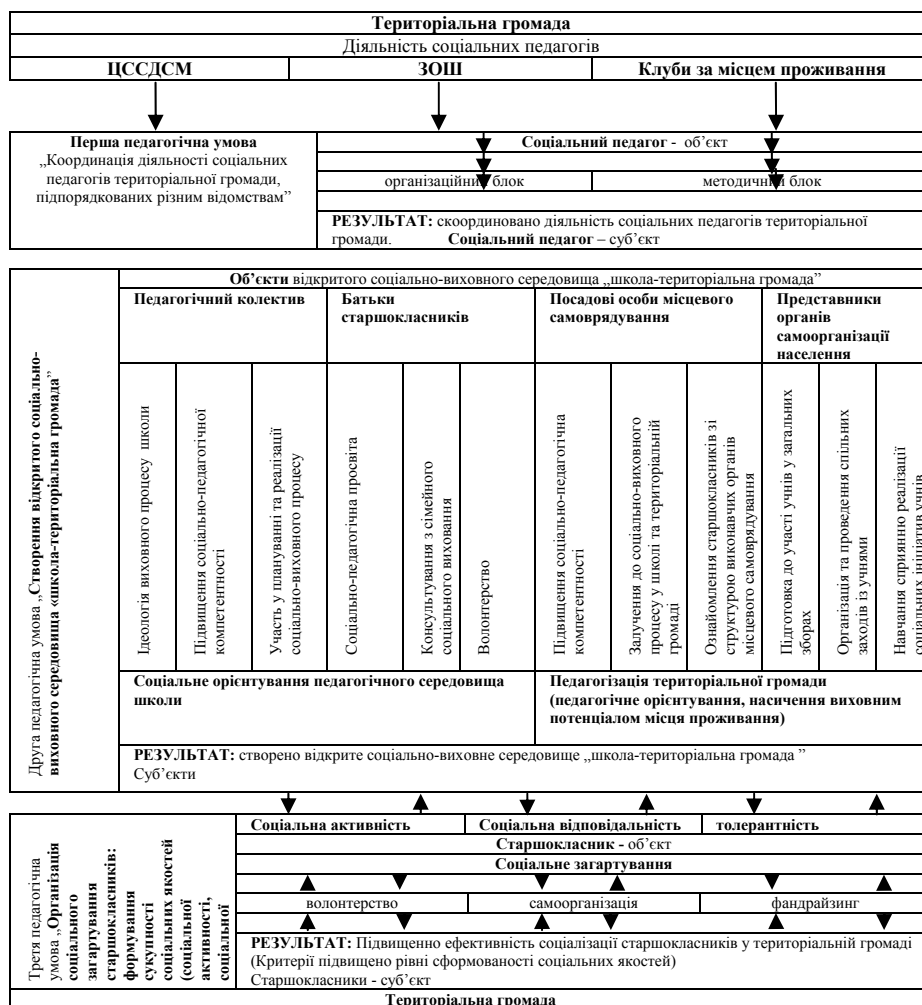 Територіальна громада
Діяльність соціальних педагогів
ЦССДСМ ЗОШ Клуби за місцем проживання
Перша педагогічна умова
„Координація діяльності соціальних
педагогів територіальної громади,
підпорядкованих різним відомствам”
Соціальний педагог - об’єкт
організаційний блок методичний блок
РЕЗУЛЬТАТ: скоординовано діяльність соціальних педагогів територіальної
громади. Соціальний педагог – суб’єкт
Друга педагогічна умова „Створення відкритого соціально-
виховного середовища «школа-територіальна громада”
Об’єкти відкритого соціально-виховного середовища „школа-територіальна громада”
Педагогічний колектив
Батьки
старшокласників
Посадові особи місцевого
самоврядування
Представники
органів
самоорганізації
населення
Ідеологія виховного процесу школи
Підвищення соціально-педагогічної
компетентності
Участь у плануванні та реалізації
соціально-виховного процесу
Соціально-педагогічна просвіта
Консультування з сімейного
соціального виховання
Волонтерство
Підвищення соціально-педагогічна
компетентності
Залучення до соціально-виховного
процесу у школі та територіальній
громаді
Ознайомлення старшокласників зі
структурою виконавчих органів
місцевого самоврядування
Підготовка до участі учнів у загальних
зборах
Організація та проведення спільних
заходів із учнями
Навчання сприянню реалізації
соціальних ініціатив учнів
Соціальне орієнтування педагогічного середовища
школи
Педагогізація територіальної громади
(педагогічне орієнтування, насичення виховним
потенціалом місця проживання)
РЕЗУЛЬТАТ: створено відкрите соціально-виховне середовище „школа-територіальна громада ”
Суб’єкти
Третя педагогічна
умова „Організація
соціального
загартування
старшокласників:
формування
сукупності
соціальних якостей
(соціальної
активності,
соціальної
Соціальна активність Соціальна відповідальність толерантність
Старшокласник - об’єкт
Соціальне загартування
волонтерство самоорганізація фандрайзинг
РЕЗУЛЬТАТ: Підвищенно ефективність соціалізації старшокласників у територіальній громаді
(Критерії підвищено рівні сформованості соціальних якостей)
Старшокласники - суб’єкт
Територіальна громада